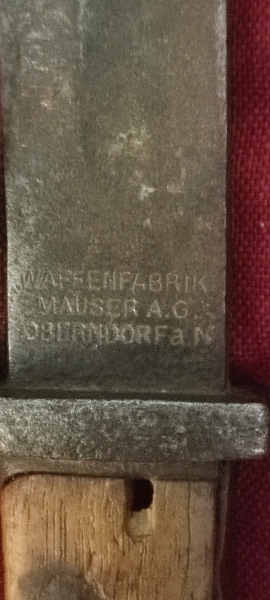 WAFFENFABRIK
MAUSER A.G.
OBERNDORF a N